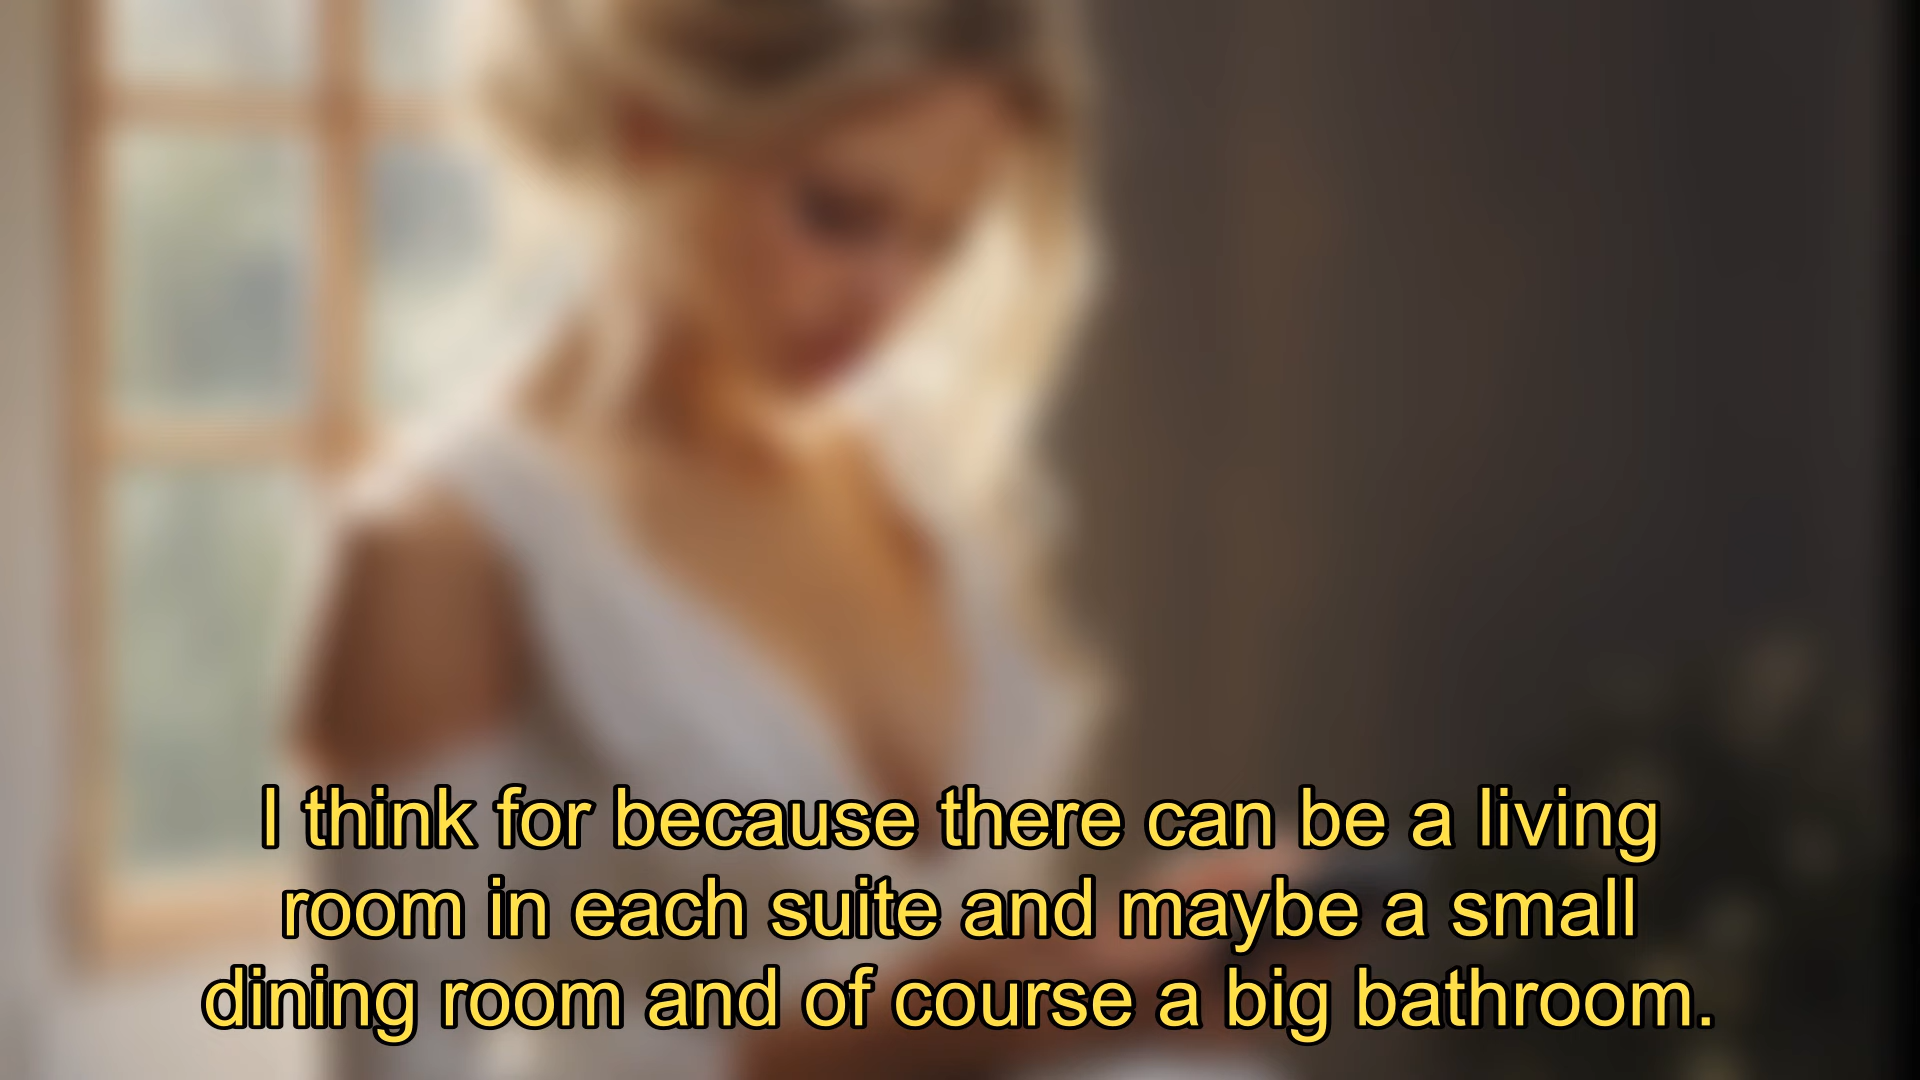 I think for because there can be a living
room in each suite and maybe a small
dining room and of course a big bathroom.